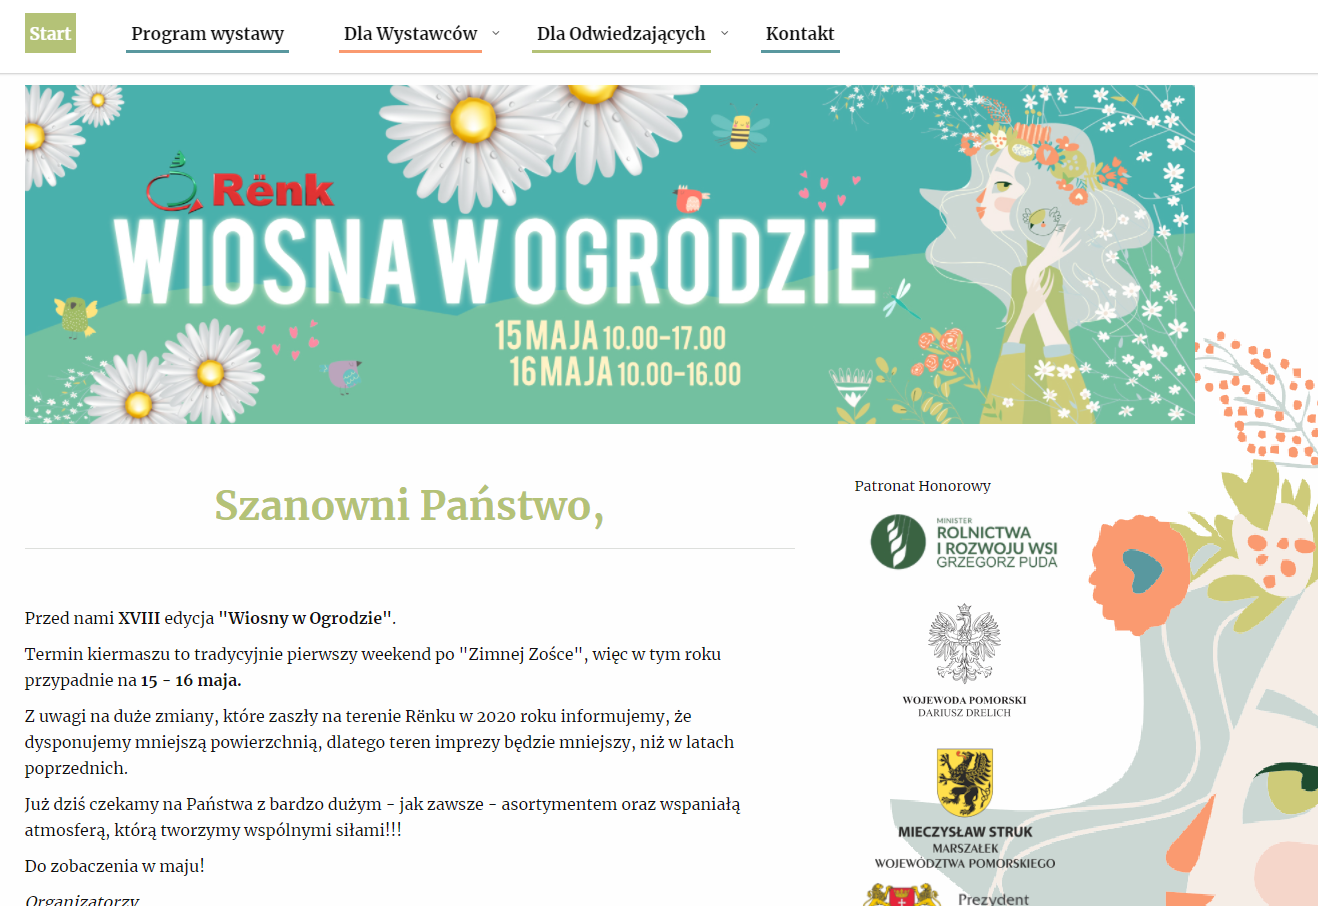 Start
Program wystawy
Dla Wystawców
Dla Odwiedzających
Kontakt
Rënk
WIOSNA W OGRODZIE
15 MAJA 10.00-17.00
16 MAJA 10.00-16.00
Szanowni Państwo,
Przed nami XVIII edycja "Wiosny w Ogrodzie".
Termin kiermaszu to tradycyjnie pierwszy weekend po "Zimnej Zośce", więc w tym roku
przypadnie na 15 - 16 maja.
Z uwagi na duże zmiany, które zaszły na terenie Rënku w 2020 roku informujemy, że
dysponujemy mniejszą powierzchnią, dlatego teren imprezy będzie mniejszy, niż w latach
poprzednich.
Już dziś czekamy na Państwa z bardzo dużym - jak zawsze - asortymentem oraz wspaniałą
atmosferą, którą tworzymy wspólnymi siłami!!!
Do zobaczenia w maju!
Organizatorzy
Patronat Honorowy
MINISTER
ROLNICTWA
I ROZWOJU WSI
GRZEGORZ PUDA
WOJEWODA POMORSKI
DARIUSZ DRELICH
MIECZYSŁAW STRUK
MARSZAŁEK
WOJEWÓDZTWA POMORSKIEGO
Prezydent